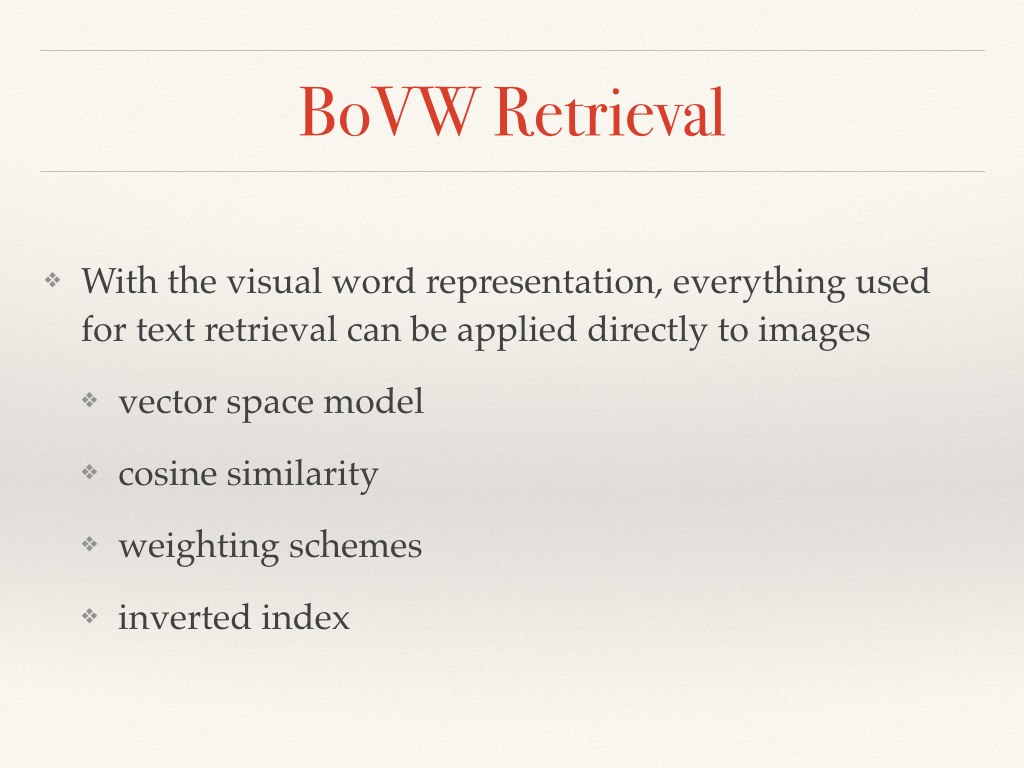 BoVW Retrieval
❖ With the visual word representation, everything used
for text retrieval can be applied directly to images
❖ vector space model
❖ cosine similarity
❖ weighting schemes
❖ inverted index